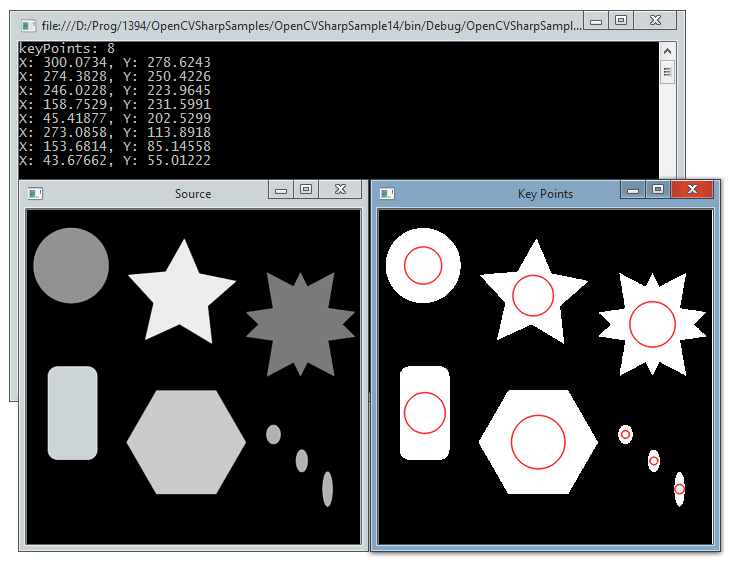 file:///D:/Prog/1394/OpenCVSharpSamples/OpenCVSharpSample14/bin/Debug/OpenCVSharpSampl...
keyPoints: 8
X: 300.0734, Y: 278.6243
X: 274.3828, Y: 250.4226
X: 246.0228, Y: 223.9645
X: 158.7529, Y: 231.5991
X: 45.41877, Y: 202.5299
X: 273.0858, Y: 113.8918
X: 153.6814, Y: 85.14558
X: 43.67662, Y: 55.01222
Source
Key Points